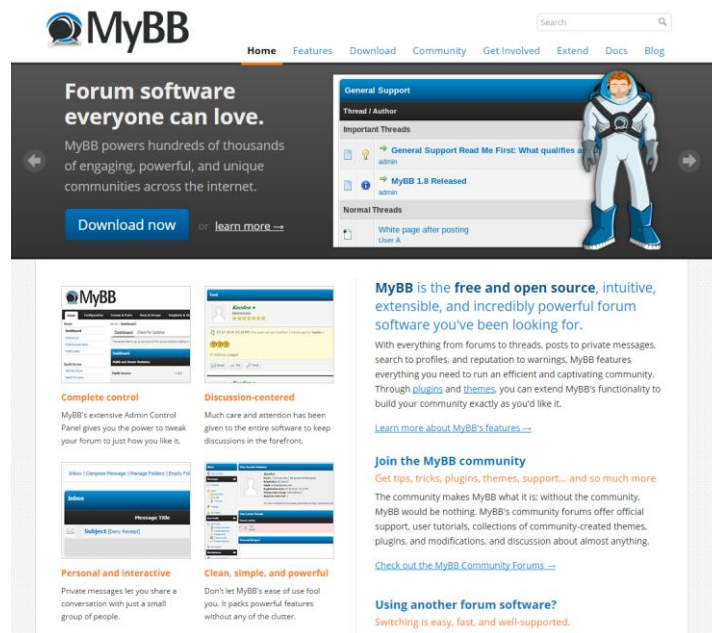 MyBB
Search
Home Features Download Community Get Involved Extend Docs Blog
Forum software
everyone can love.
MyBB powers hundreds of thousands
of engaging, powerful, and unique
communities across the internet.
Download now or learn more →
General Support
Thread / Author
Important Threads
General Support Read Me First: What qualifies a
admin
MyBB 1.8 Released
admin
Normal Threads
White page after posting
User A
MyBB
Complete control
MyBB's extensive Admin Control
Panel gives you the power to tweak
your forum to just how you like it.
Discussion-centered
Much care and attention has been
given to the entire software to keep
discussions in the forefront.
Inbox | Compose Message | Manage Folders | Empty Fol
Inbox
Message Title
Subject [Deny Receipt]
Personal and interactive
Private messages let you share a
conversation with just a small
group of people.
Clean, simple, and powerful
Don't let MyBB's ease of use fool
you. It packs powerful features
without any of the clutter.
MyBB is the free and open source, intuitive,
extensible, and incredibly powerful forum
software you've been looking for.
With everything from forums to threads, posts to private messages,
search to profiles, and reputation to warnings, MyBB features
everything you need to run an efficient and captivating community.
Through plugins and themes, you can extend MyBB's functionality to
build your community exactly as you'd like it.
Learn more about MyBB's features →
Join the MyBB community
Get tips, tricks, plugins, themes, support... and so much more
The community makes MyBB what it is; without the community,
MyBB would be nothing. MyBB's community forums offer official
support, user tutorials, collections of community-created themes,
plugins, and modifications, and discussion about almost anything.
Check out the MyBB Community Forums →
Using another forum software?
Switching is easy, fast, and well-supported.